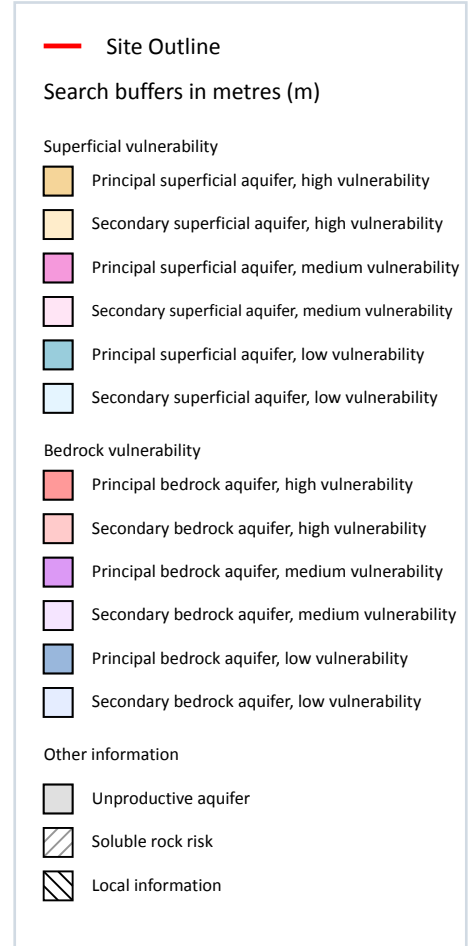 Site Outline
Search buffers in metres (m)
Superficial vulnerability
Principal superficial aquifer, high vulnerability
Secondary superficial aquifer, high vulnerability
Principal superficial aquifer, medium vulnerability
Secondary superficial aquifer, medium vulnerability
Principal superficial aquifer, low vulnerability
Secondary superficial aquifer, low vulnerability
Bedrock vulnerability
Principal bedrock aquifer, high vulnerability
Secondary bedrock aquifer, high vulnerability
Principal bedrock aquifer, medium vulnerability
Secondary bedrock aquifer, medium vulnerability
Principal bedrock aquifer, low vulnerability
Secondary bedrock aquifer, low vulnerability
Other information
Unproductive aquifer
Soluble rock risk
Local information